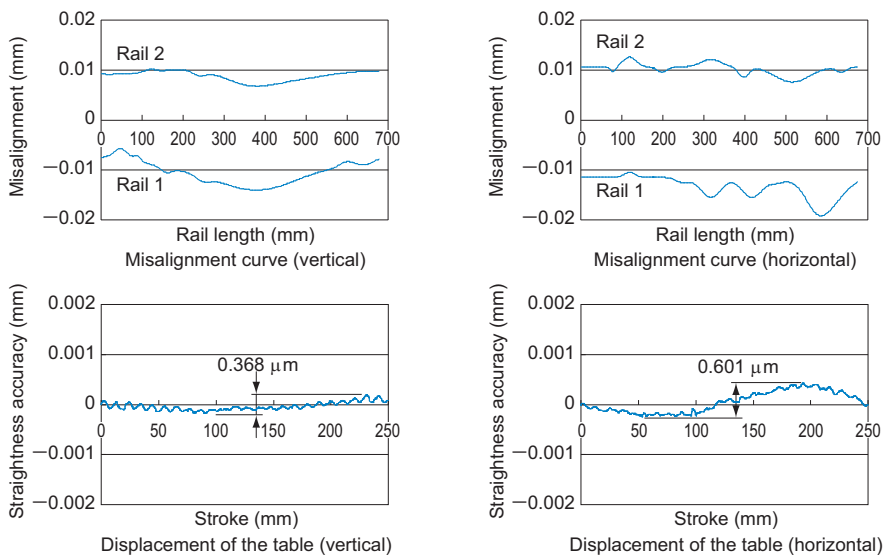 Misalignment (mm)
0.02
0.01
0
−0.01
−0.02
Rail 2
0 100 200 300 400 500 600 700
Rail 1
Rail length (mm)
Misalignment curve (vertical)
Misalignment (mm)
0.02
0.01
0
−0.01
−0.02
Rail 2
0 100 200 300 400 500 600 700
Rail 1
Rail length (mm)
Misalignment curve (horizontal)
Straightness accuracy (mm)
0.002
0.001
0
−0.001
−0.002
0.368 μm
0 50 100 150 200 250
Stroke (mm)
Displacement of the table (vertical)
Straightness accuracy (mm)
0.002
0.001
0
−0.001
−0.002
0.601 μm
0 50 100 150 200 250
Stroke (mm)
Displacement of the table (horizontal)